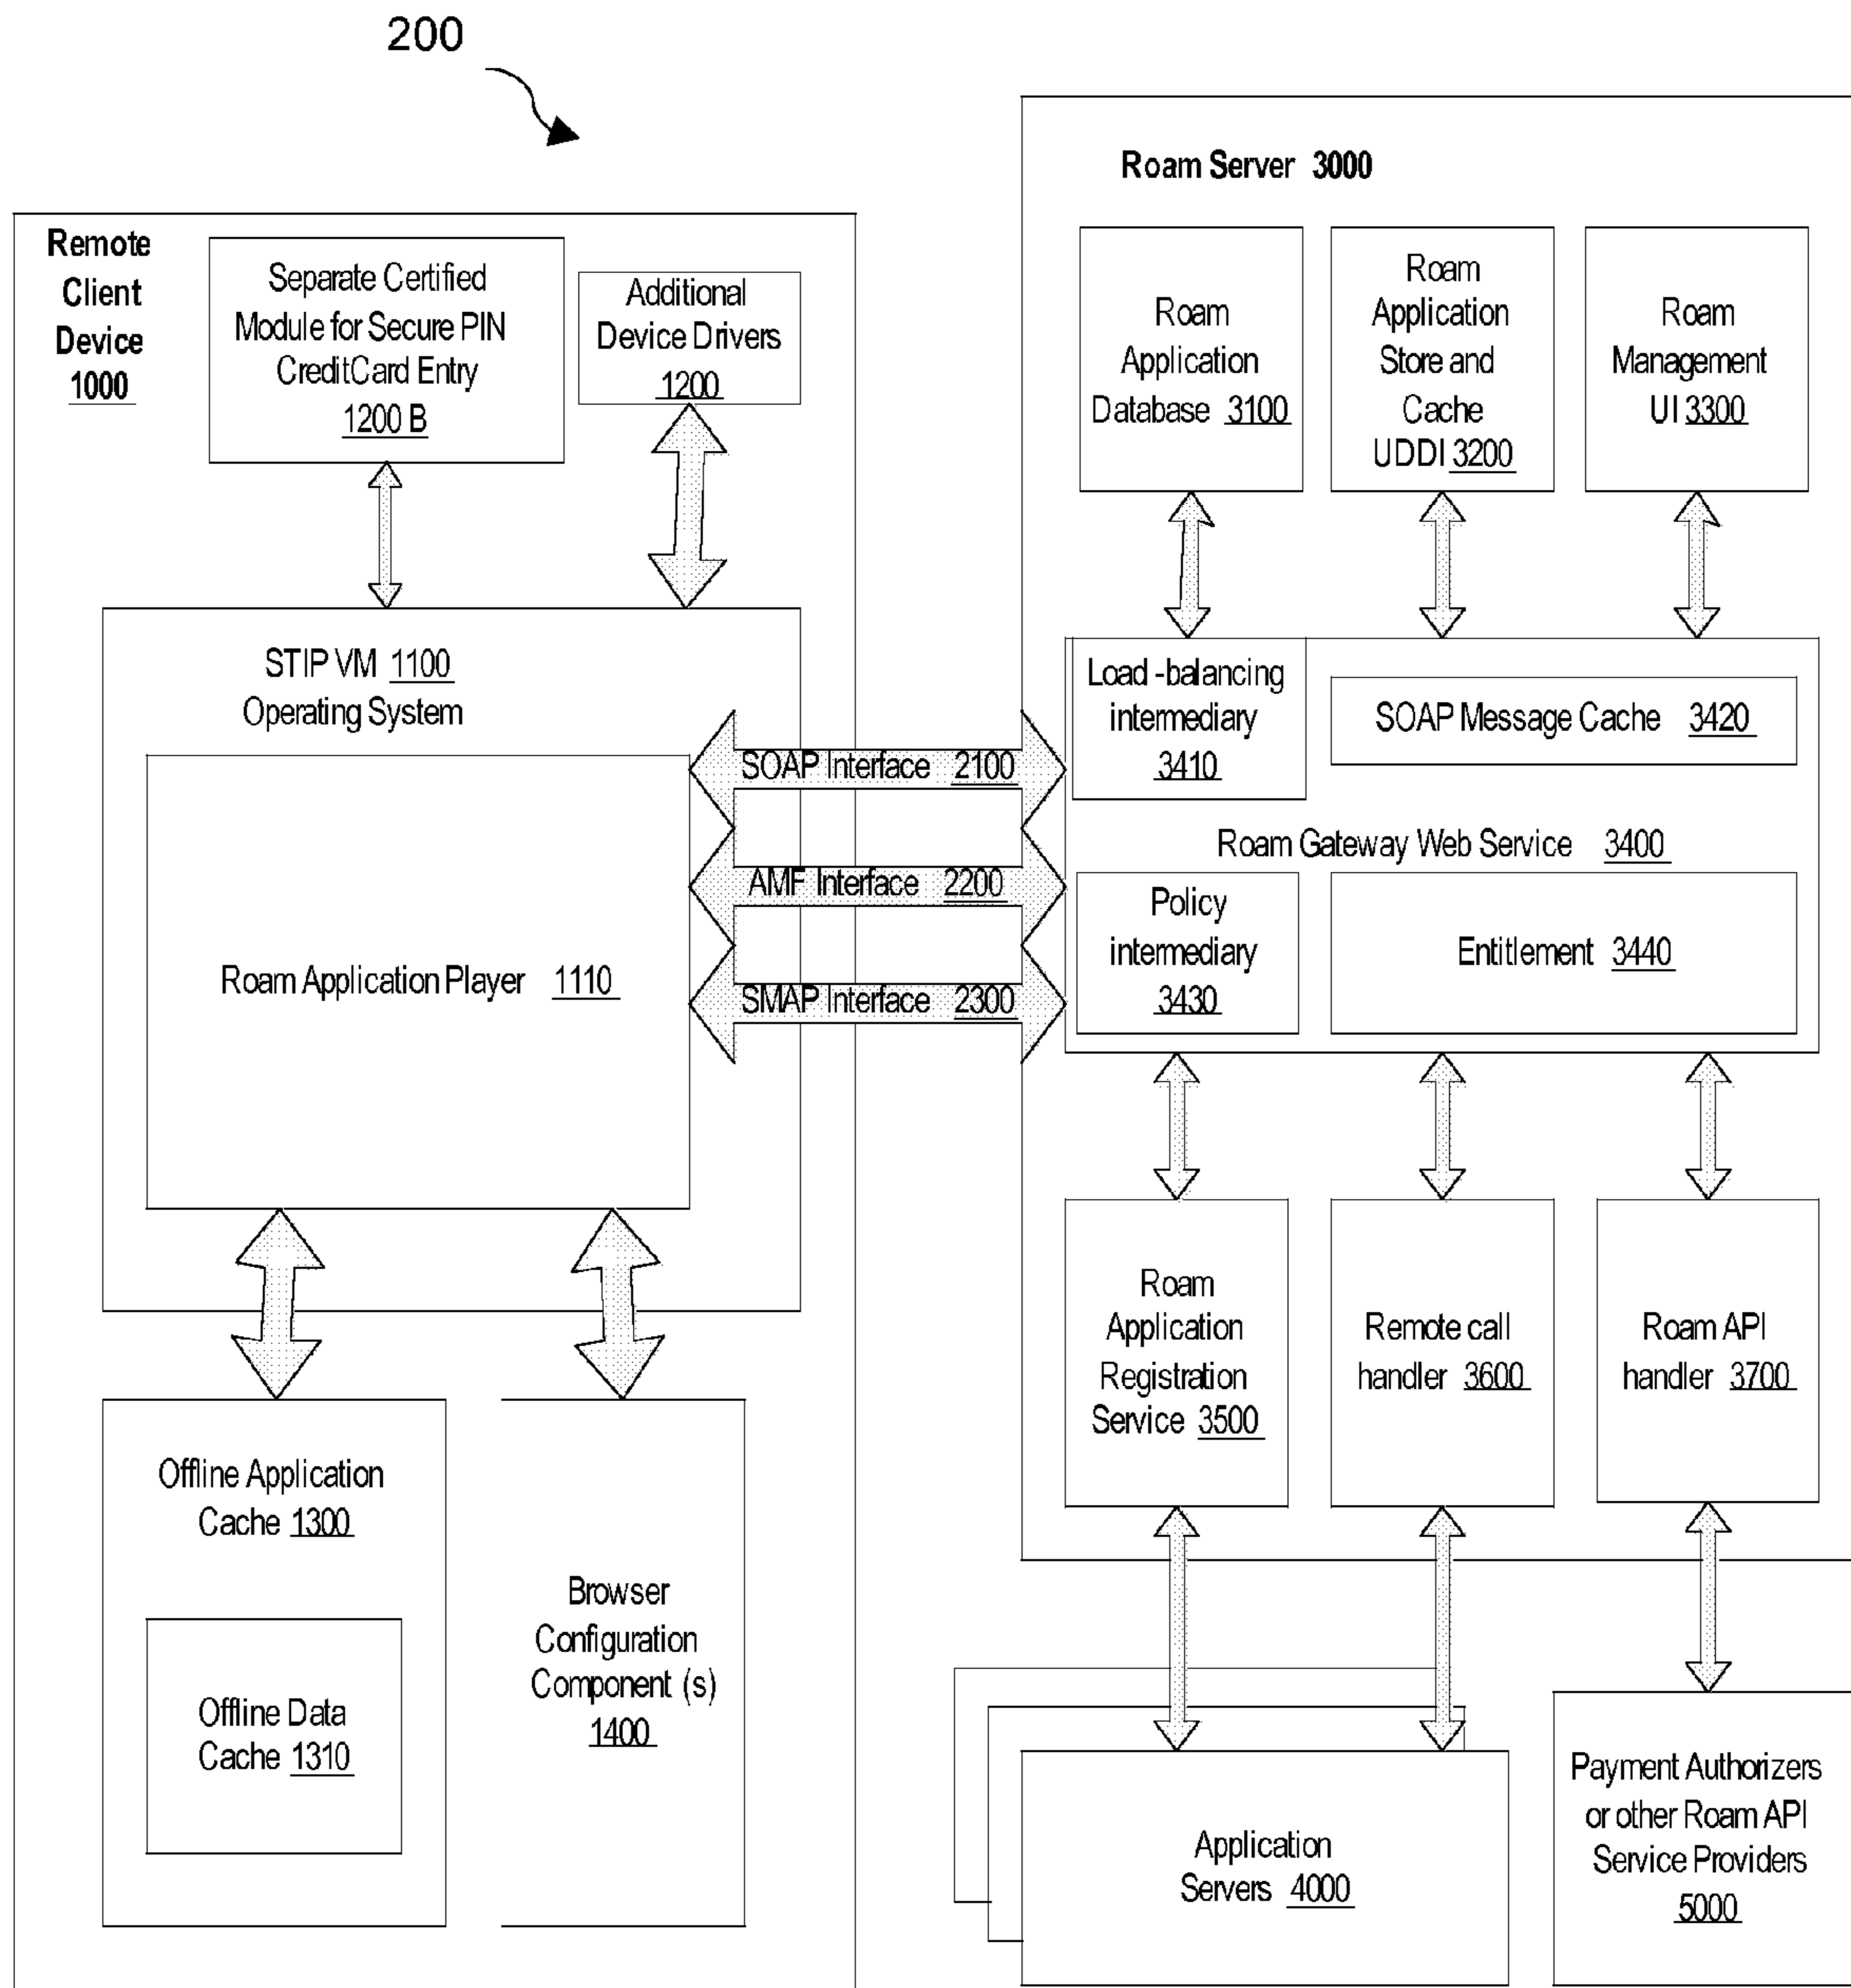 200
Remote
Client
Device
1000
Separate Certified
Module for Secure PIN
CreditCard Entry
1200 B
Additional
Device Drivers
1200
STIP VM 1100
Operating System
Roam Application Player 1110
Offline Application
Cache 1300
Offline Data
Cache 1310
Browser
Configuration
Component (s)
1400
SOAP Interface 2100
AMF Interface 2200
SMAP Interface 2300
Roam Server 3000
Roam
Application
Database 3100
Roam
Application
Store and
Cache
UDDI 3200
Roam
Management
UI 3300
Load -balancing
intermediary
3410
SOAP Message Cache 3420
Roam Gateway Web Service 3400
Policy
intermediary
3430
Entitlement 3440
Roam
Application
Registration
Service 3500
Remote call
handler 3600
Roam API
handler 3700
Application
Servers 4000
Payment Authorizers
or other Roam API
Service Providers
5000